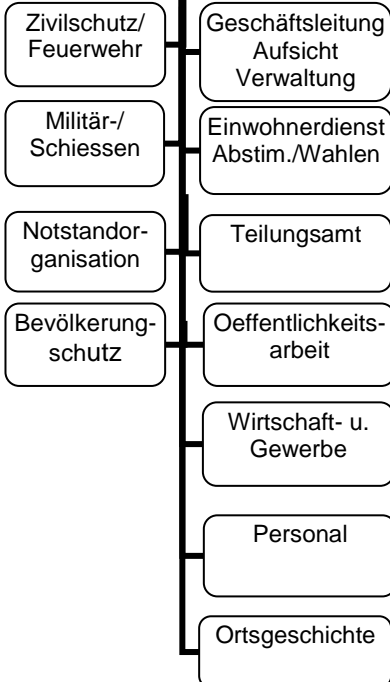 Zivilschutz/
Feuerwehr
Geschäftsleitung
Aufsicht
Verwaltung
Militär-/
Schiessen
Einwohnerdienst
Abstim./Wahlen
Notstandor-
ganisation
Teilungsamt
Bevölkerung-
schutz
Oeffentlichkeits-
arbeit
Wirtschaft- u.
Gewerbe
Personal
Ortsgeschichte